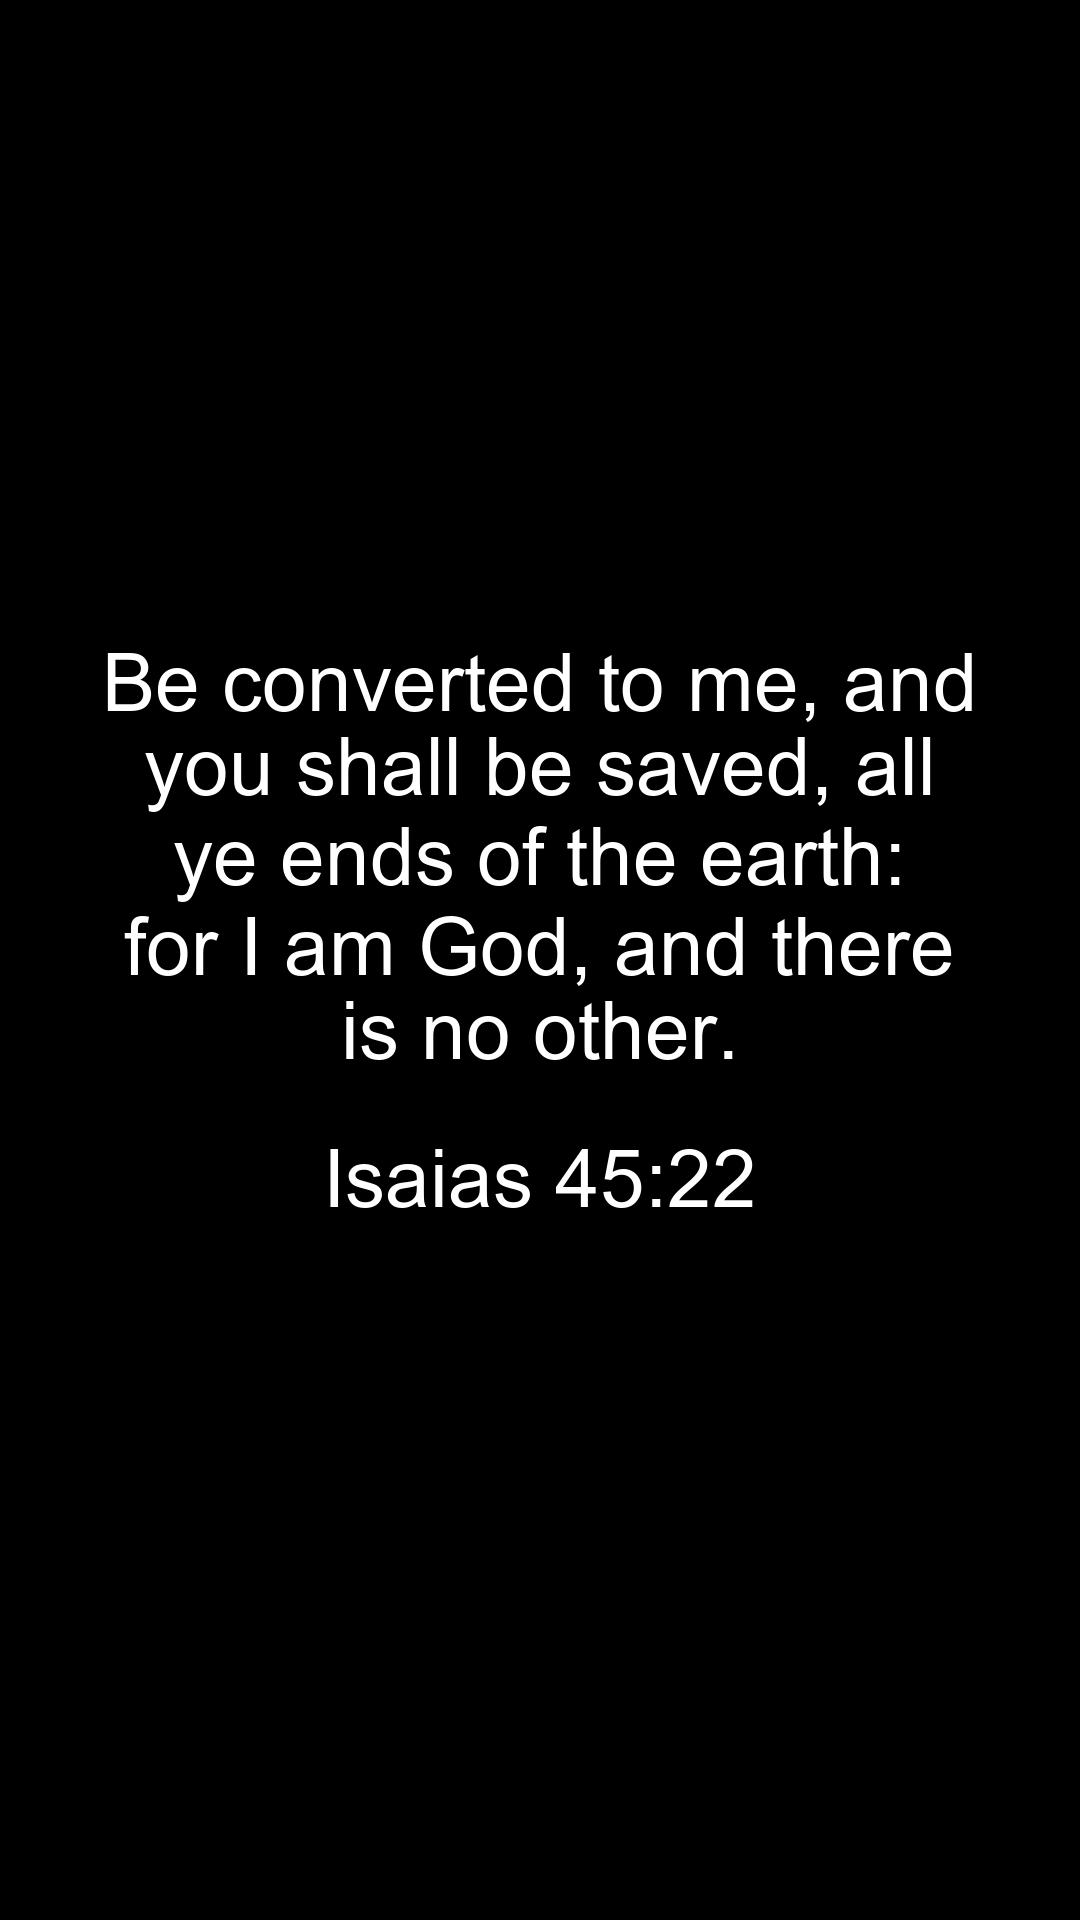 Be converted to me, and
you shall be saved, all
ye ends of the earth:
for I am God, and there
is no other.
Isaias 45:22